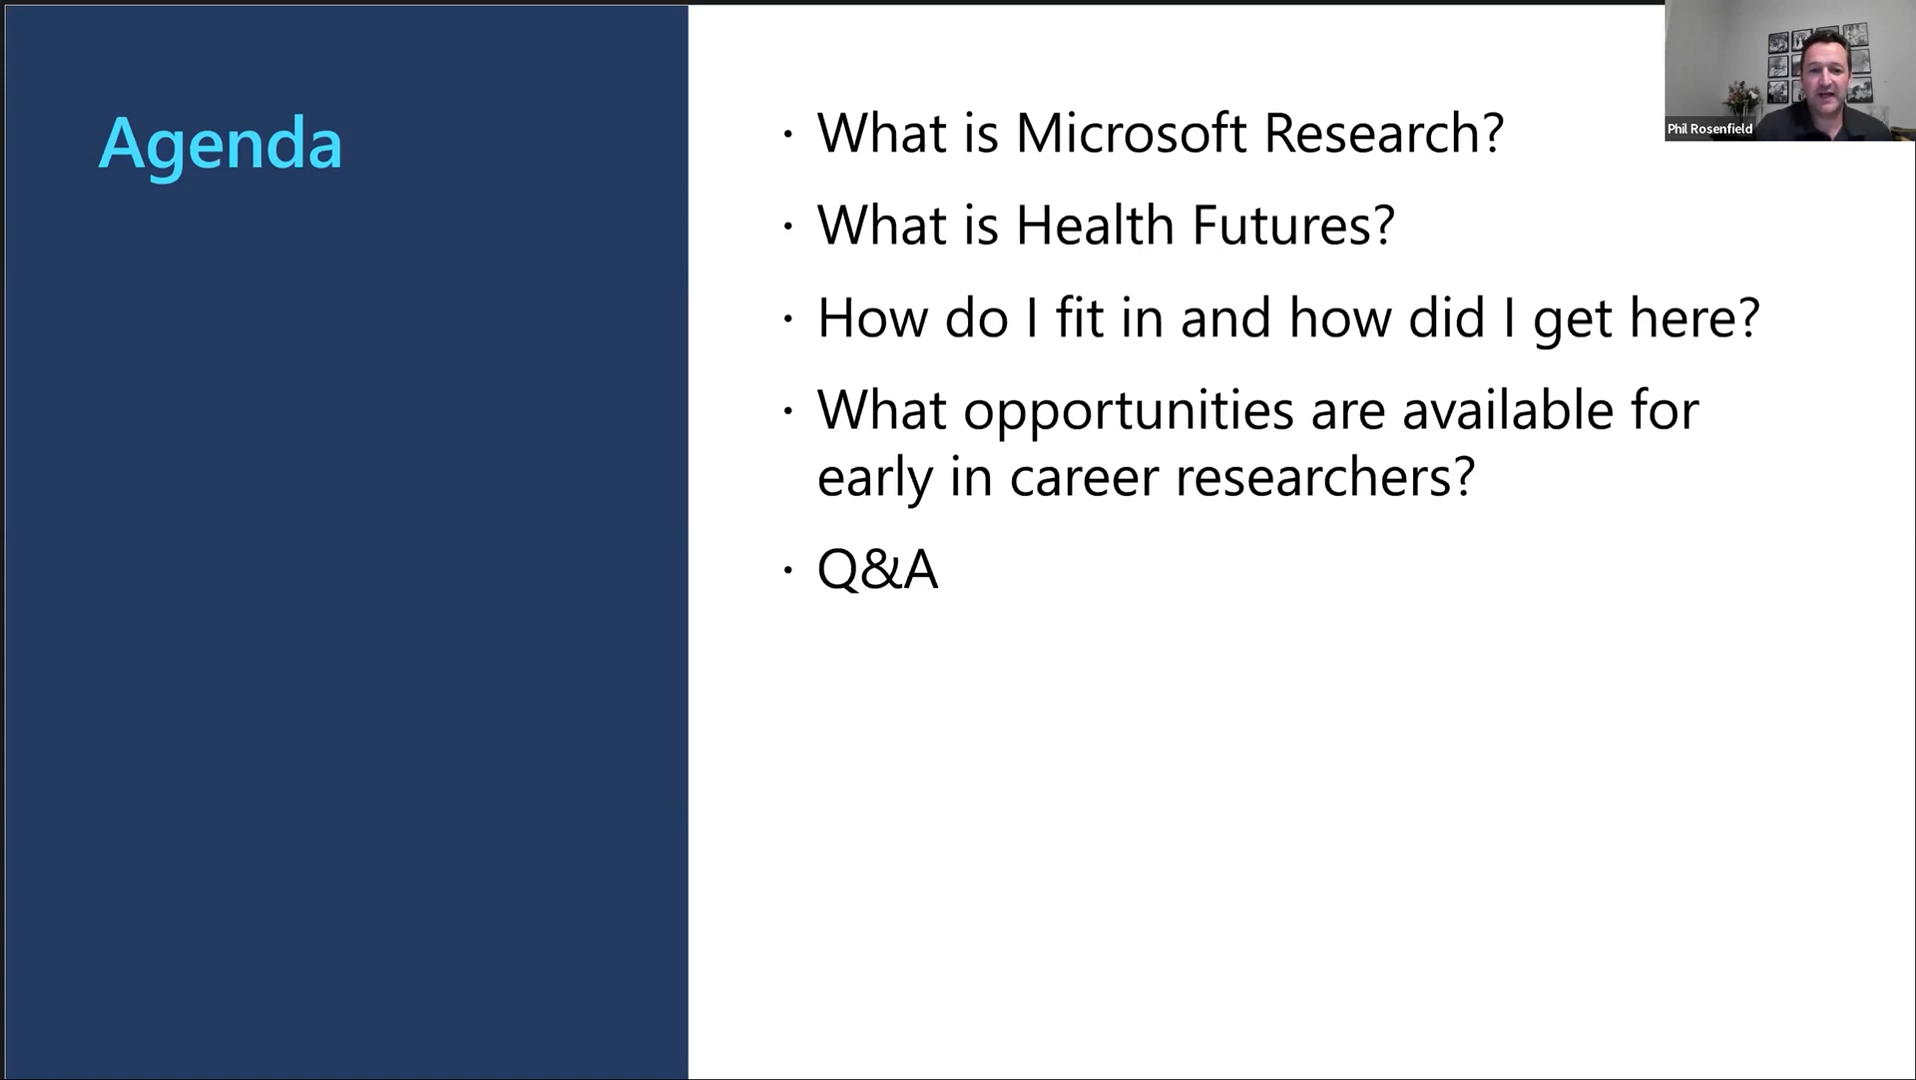 Agenda
· What is Microsoft Research?
· What is Health Futures?
· How do I fit in and how did I get here?
· What opportunities are available for
early in career researchers?
· Q&A
Phil Rosenfield